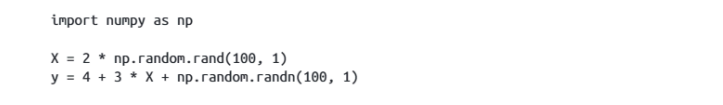 import numpy as np
X = 2 * np.random.rand(100, 1)
y = 4 + 3 * X + np.random.randn(100, 1)